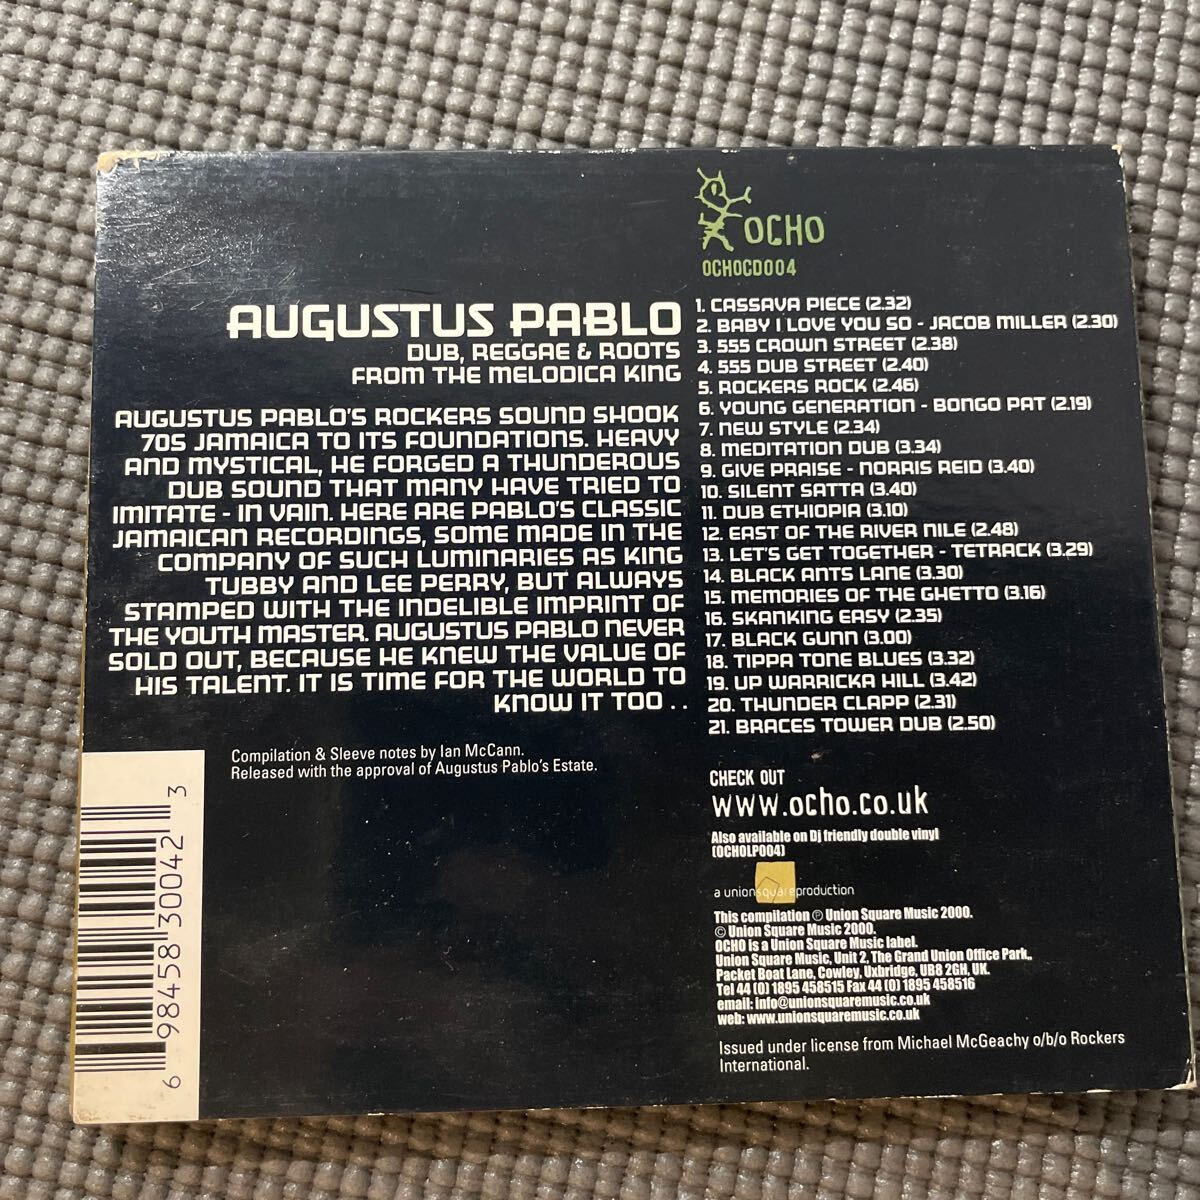 OCHO
OCHOCD004
AUGUSTUS PABLO
DUB, REGGAE & ROOTS
FROM THE MELODICA KING
AUGUSTUS PABLO'S ROCKERS SOUND SHOOK
70S JAMAICA TO ITS FOUNDATIONS. HEAVY
AND MYSTICAL, HE FORGED A THUNDEROUS
DUB SOUND THAT MANY HAVE TRIED TO
IMITATE - IN VAIN. HERE ARE PABLO'S CLASSIC
JAMAICAN RECORDINGS, SOME MADE IN THE
COMPANY OF SUCH LUMINARIES AS KING
TUBBY AND LEE PERRY, BUT ALWAYS
STAMPED WITH THE INDELIBLE IMPRINT OF
THE YOUTH MASTER. AUGUSTUS PABLO NEVER
SOLD OUT, BECAUSE HE KNEW THE VALUE OF
HIS TALENT. IT IS TIME FOR THE WORLD TO
KNOW IT TOO . .
Compilation & Sleeve notes by Ian McCann.
Released with the approval of Augustus Pablo's Estate.
6 98458 30042 3
1. CASSAVA PIECE (2.32)
2. BABY I LOVE YOU SO - JACOB MILLER (2.30)
3. 555 CROWN STREET (2.38)
4. 555 DUB STREET (2.40)
5. ROCKERS ROCK (2.46)
6. YOUNG GENERATION - BONGO PAT (2.19)
7. NEW STYLE (2.34)
8. MEDITATION DUB (3.34)
9. GIVE PRAISE - NORRIS REID (3.40)
10. SILENT SATTA (3.40)
11. DUB ETHIOPIA (3.10)
12. EAST OF THE RIVER NILE (2.48)
13. LET'S GET TOGETHER - TETRACK (3.29)
14. BLACK ANTS LANE (3.30)
15. MEMORIES OF THE GHETTO (3.16)
16. SKANKING EASY (2.35)
17. BLACK GUNN (3.00)
18. TIPPA TONE BLUES (3.32)
19. UP WARRICKA HILL (3.42)
20. THUNDER CLAPP (2.31)
21. BRACES TOWER DUB (2.50)
CHECK OUT
www.ocho.co.uk
Also available on Dj friendly double vinyl
(OCHOLP004)
a unionsquareproduction
This compilation ℗ Union Square Music 2000.
© Union Square Music 2000.
OCHO is a Union Square Music label.
Union Square Music, Unit 2, The Grand Union Office Park,.
Packet Boat Lane, Cowley, Uxbridge, UB8 2GH, UK.
Tel 44 (0) 1895 458515 Fax 44 (0) 1895 458516
email: info@unionsquaremusic.co.uk
web: www.unionsquaremusic.co.uk
Issued under license from Michael McGeachy o/b/o Rockers
International.